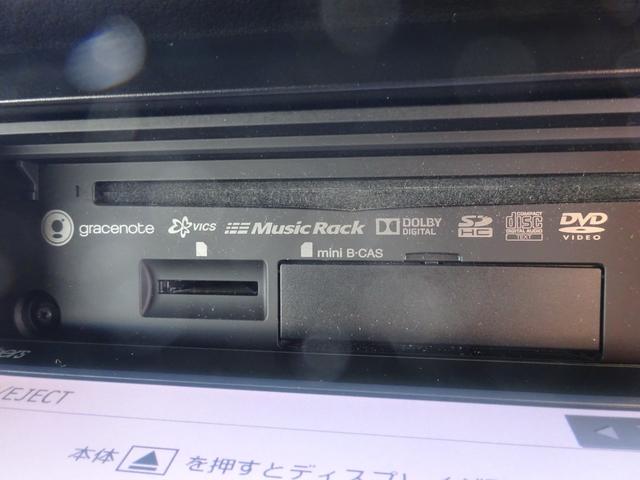 gracenote VICS Music Rack DOLBY DIGITAL SD HC COMPACT disc DIGITAL AUDIO TEXT DVD VIDEO
mini B·CAS
/EJECT
本体 を押すとディスプレイ